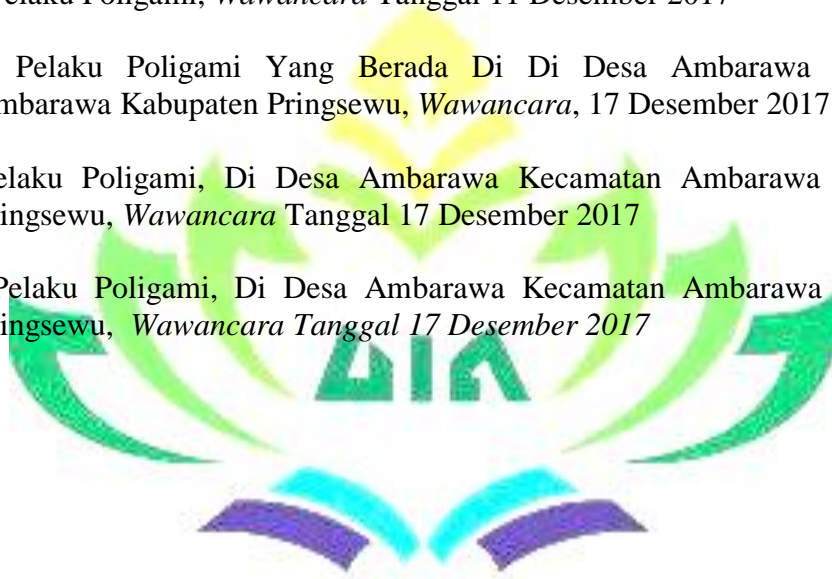 Pelaku Poligami, Wawancara Tanggal 11 Desember 2017
Pelaku Poligami Yang Berada Di Di Desa Ambarawa
mbarawa Kabupaten Pringsewu, Wawancara, 17 Desember 2017
elaku Poligami, Di Desa Ambarawa Kecamatan Ambarawa
ingsewu, Wawancara Tanggal 17 Desember 2017
Pelaku Poligami, Di Desa Ambarawa Kecamatan Ambarawa
ingsewu, Wawancara Tanggal 17 Desember 2017